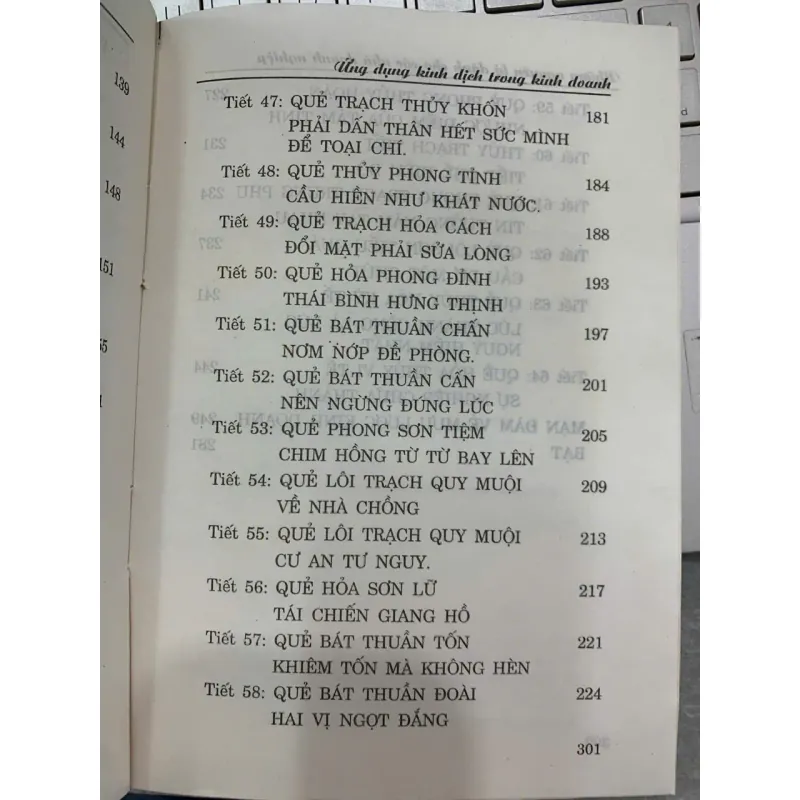 Ứng dụng kinh dịch trong kinh doanh
139
144
148
151
55
1
Tiết 47: QUẺ TRẠCH THỦY KHỐN 181
PHẢI DẤN THÂN HẾT SỨC MÌNH
ĐỂ TOẠI CHÍ.
Tiết 48: QUẺ THỦY PHONG TỈNH 184
CẦU HIỀN NHƯ KHÁT NƯỚC.
Tiết 49: QUẺ TRẠCH HỎA CÁCH 188
ĐỔI MẶT PHẢI SỬA LÒNG
Tiết 50: QUẺ HỎA PHONG ĐỈNH 193
THÁI BÌNH HƯNG THỊNH
Tiết 51: QUẺ BÁT THUẦN CHẤN 197
NƠM NỚP ĐỀ PHÒNG.
Tiết 52: QUẺ BÁT THUẦN CẤN 201
NÊN NGỪNG ĐÚNG LÚC
Tiết 53: QUẺ PHONG SƠN TIỆM 205
CHIM HỒNG TỪ TỪ BAY LÊN
Tiết 54: QUẺ LÔI TRẠCH QUY MUỘI 209
VỀ NHÀ CHỒNG
Tiết 55: QUẺ LÔI TRẠCH QUY MUỘI 213
CƯ AN TƯ NGUY.
Tiết 56: QUẺ HỎA SƠN LỮ 217
TÁI CHIẾN GIANG HỒ
Tiết 57: QUẺ BÁT THUẦN TỐN 221
KHIÊM TỐN MÀ KHÔNG HÈN
Tiết 58: QUẺ BÁT THUẦN ĐOÀI 224
HAI VỊ NGỌT ĐẮNG
301